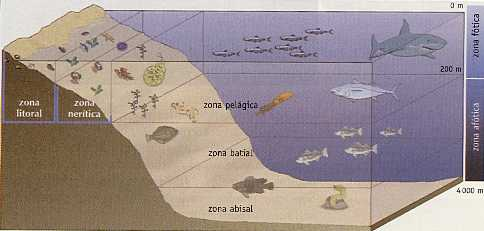 0 m
zona fótica
200 m
zona litoral
zona nerítica
zona pelágica
zona afótica
zona batial
4 000 m
zona abisal